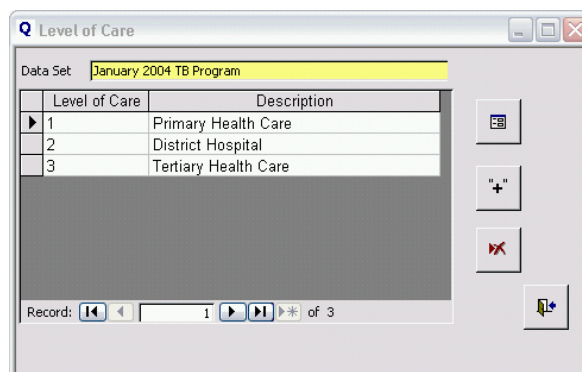 Q Level of Care
Data Set January 2004 TB Program
Level of Care Description
1 Primary Health Care
2 District Hospital
3 Tertiary Health Care
"+"
Record: 1 of 3